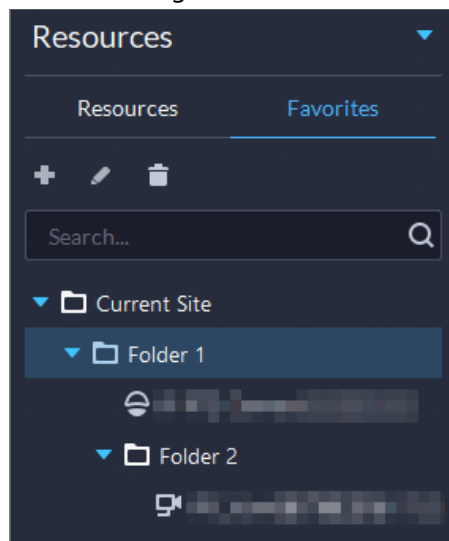 Resources
Resources Favorites
Search...
Current Site
Folder 1
Folder 2